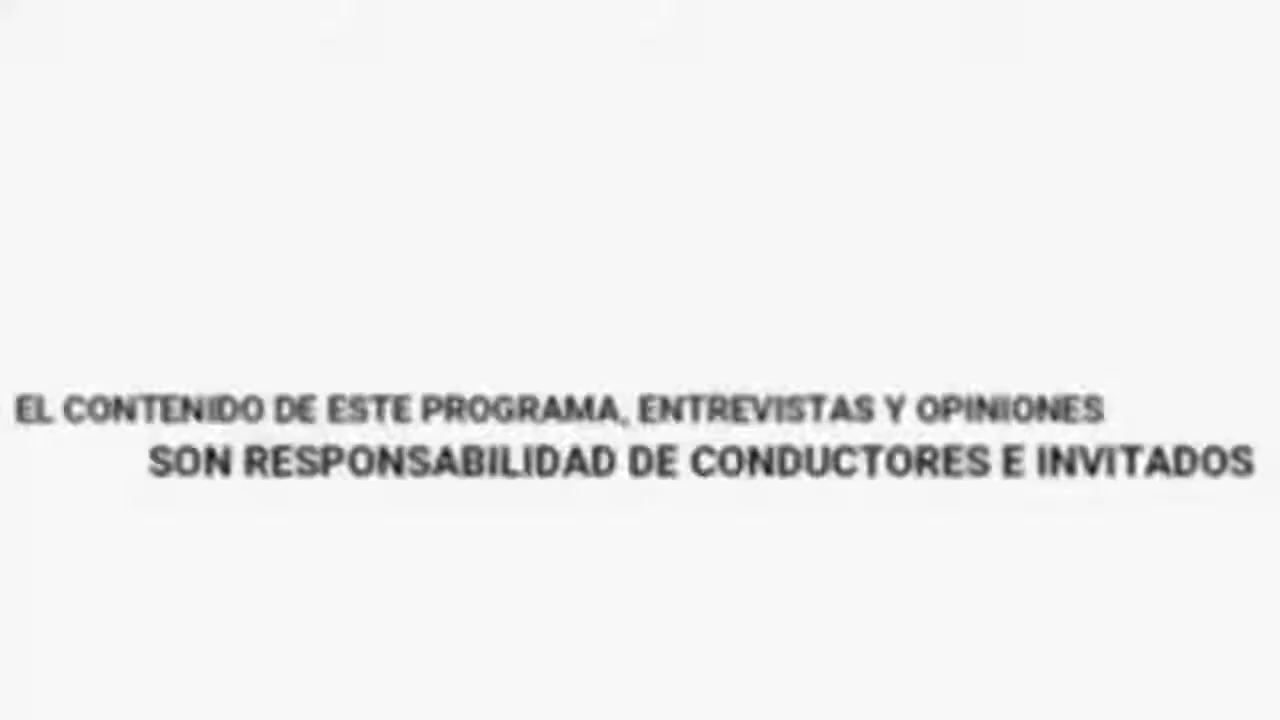 EL CONTENIDO DE ESTE PROGRAMA, ENTREVISTAS Y OPINIONES
SON RESPONSABILIDAD DE CONDUCTORES E INVITADOS